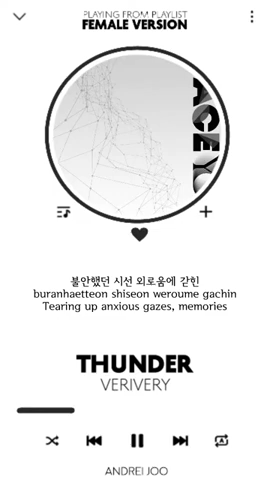 PLAYING FROM PLAYLIST
FEMALE VERSION
불안했던 시선 외로움에 갇힌
buranhaetteon shiseon weroume gachin
Tearing up anxious gazes, memories
THUNDER
VERIVERY
ANDREI JOO